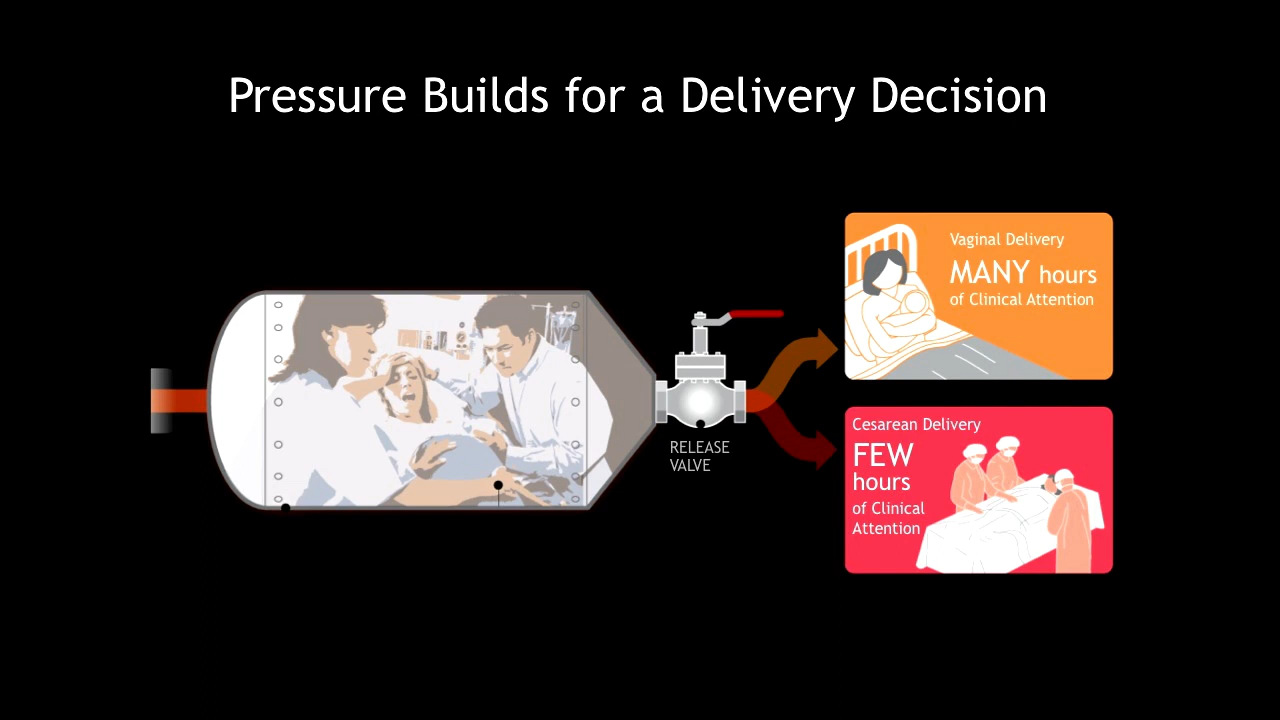 Pressure Builds for a Delivery Decision
Vaginal Delivery
MANY hours
of Clinical Attention
RELEASE
VALVE
Cesarean Delivery
FEW
hours
of Clinical
Attention